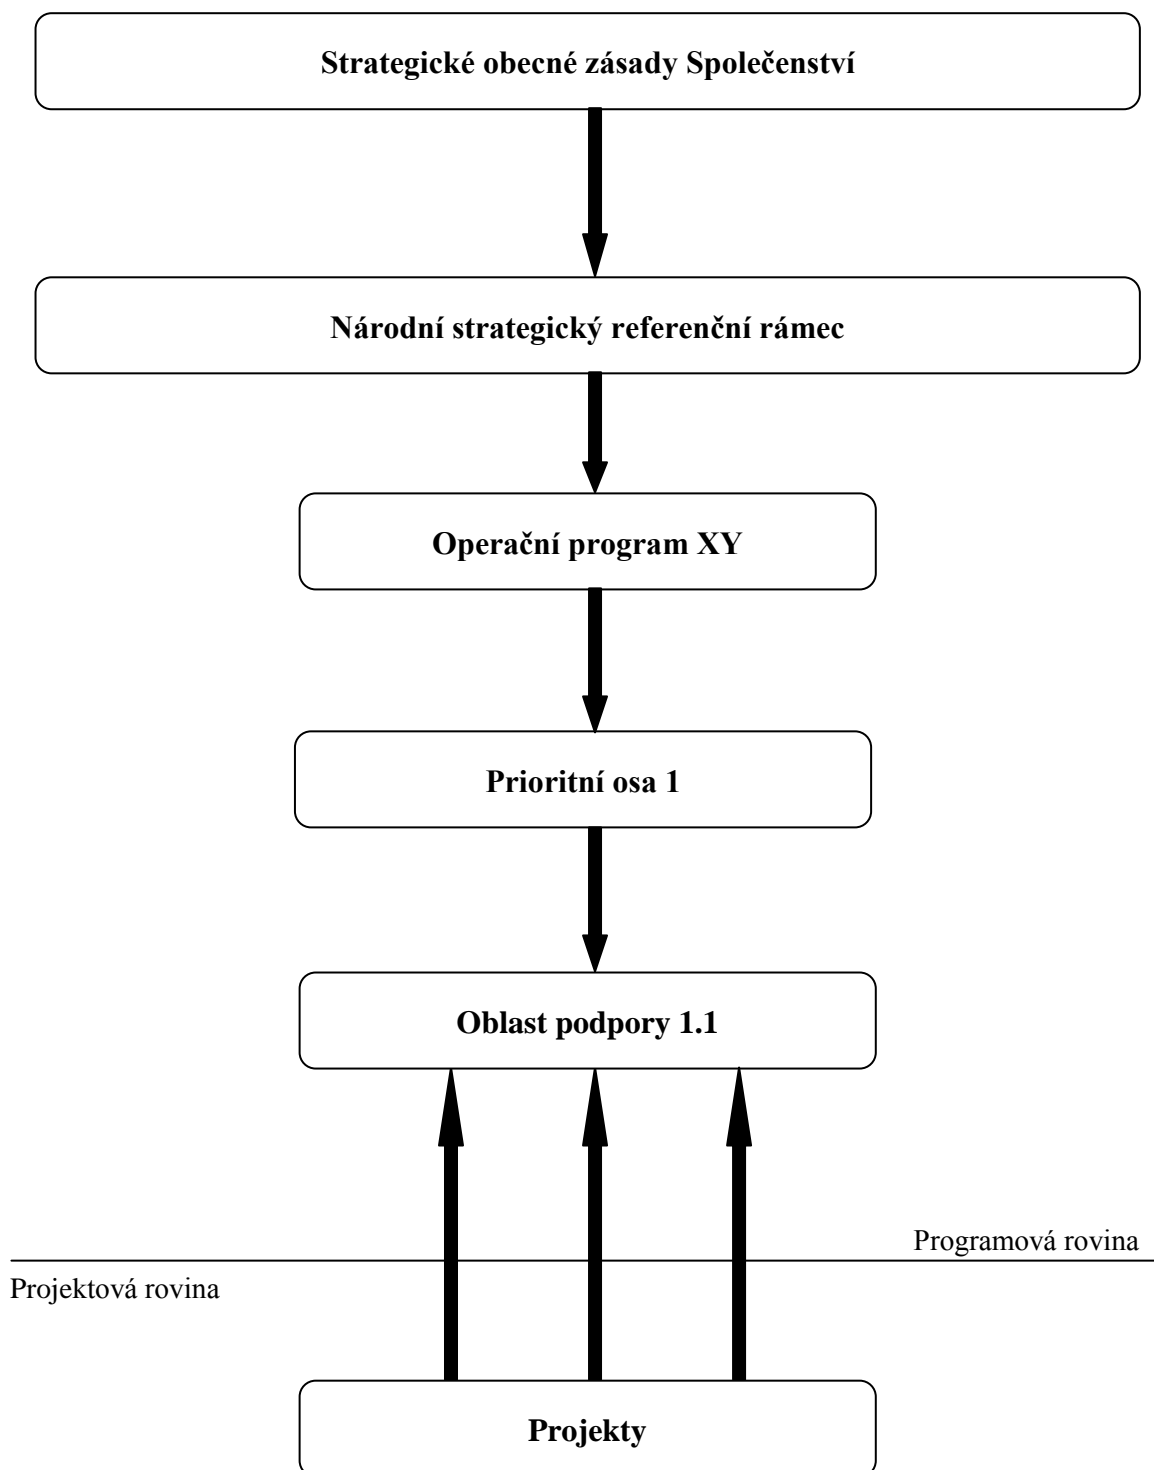 Strategické obecné zásady Společenství
Národní strategický referenční rámec
Operační program XY
Prioritní osa 1
Oblast podpory 1.1
Programová rovina
Projektová rovina
Projekty